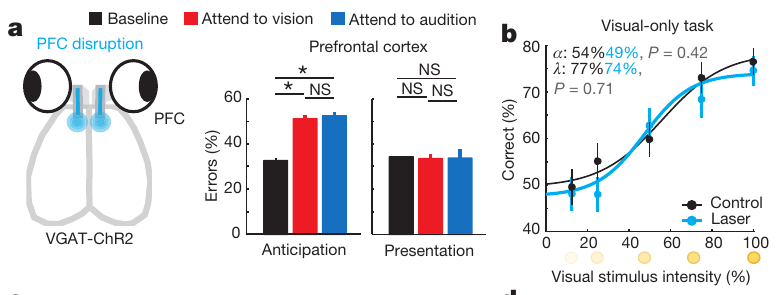 a
Baseline Attend to vision Attend to audition
PFC disruption
PFC
VGAT-ChR2
Prefrontal cortex
* NS
* NS NS NS
Errors (%)
60
40
20
0
Anticipation Presentation
b
Visual-only task
α: 54%49%, P = 0.42
λ: 77%74%,
P = 0.71
Correct (%)
80
70
60
50
40
Control
Laser
0 20 40 60 80 100
Visual stimulus intensity (%)